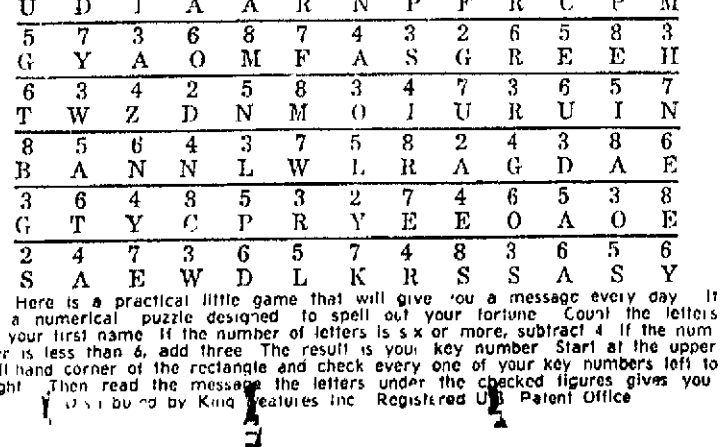 U D I A A R N P F R C P M
5 7 3 6 8 7 4 3 2 6 5 8 3
G Y A O M F A S G R E E H
6 3 4 2 5 8 3 4 7 3 6 5 7
T W Z D N M O I U R U I N
8 5 6 4 3 7 5 8 2 4 3 8 6
B A N N L W L R A G D A E
3 6 4 8 5 3 2 7 4 6 5 3 8
G T Y C P R Y E E O A O E
2 4 7 3 6 5 7 4 8 3 6 5 6
S A E W D L K R S S A S Y
Here is a practical little game that will give you a message every day It
a numerical puzzle designed to spell out your fortune Count the letters
your first name If the number of letters is six or more, subtract 4 If the num
er is less than 6, add three The result is your key number Start at the upper
hand corner of the rectangle and check every one of your key numbers left to
ght Then read the message the letters under the checked figures gives you
Distributed by King Features Inc Registered Patent Office